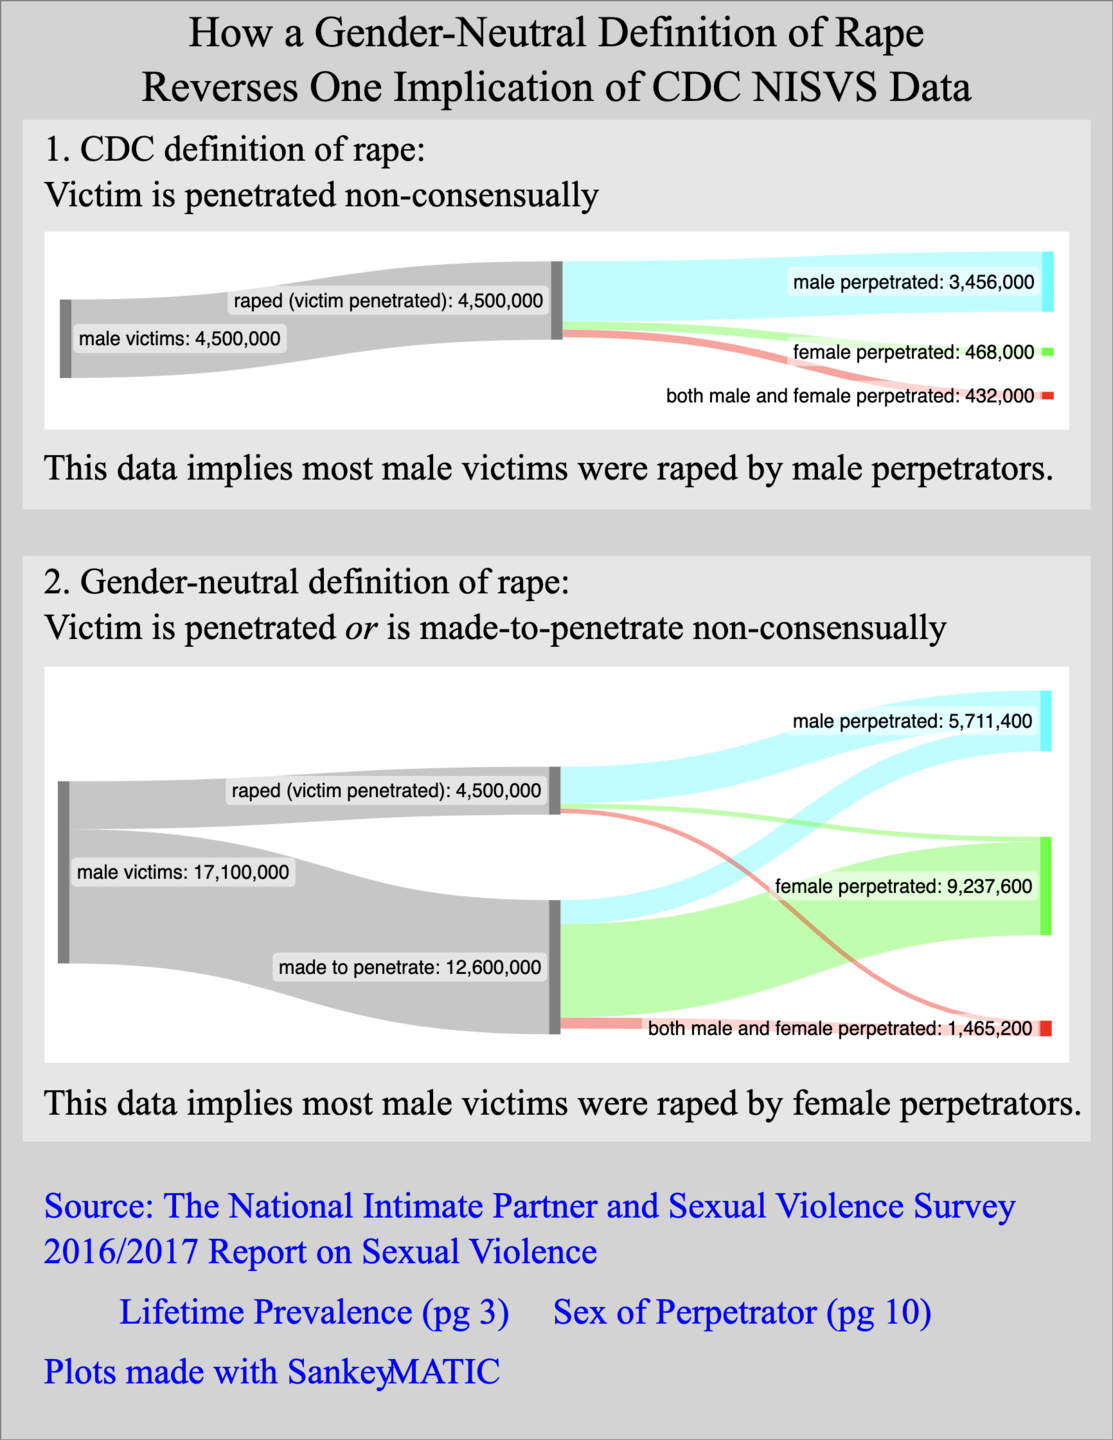 How a Gender-Neutral Definition of Rape
Reverses One Implication of CDC NISVS Data
1. CDC definition of rape:
Victim is penetrated non-consensually
male perpetrated: 3,456,000
raped (victim penetrated): 4,500,000
male victims: 4,500,000
female perpetrated: 468,000
both male and female perpetrated: 432,000
This data implies most male victims were raped by male perpetrators.
2. Gender-neutral definition of rape:
Victim is penetrated or is made-to-penetrate non-consensually
male perpetrated: 5,711,400
raped (victim penetrated): 4,500,000
male victims: 17,100,000
female perpetrated: 9,237,600
made to penetrate: 12,600,000
both male and female perpetrated: 1,465,200
This data implies most male victims were raped by female perpetrators.
Source: The National Intimate Partner and Sexual Violence Survey
2016/2017 Report on Sexual Violence
Lifetime Prevalence (pg 3) Sex of Perpetrator (pg 10)
Plots made with SankeyMATIC